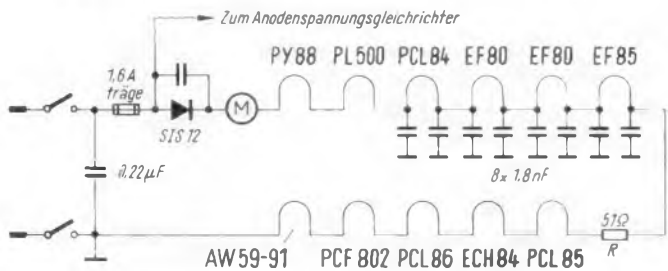 Zum Anodenspannungsgleichrichter
PY88 PL500 PCL84 EF80 EF80 EF85
1,6A
träge
M
SIS 12
0,22µF
8x 1,8nF
51Ω
R
AW59-91 PCF 802 PCL86 ECH84 PCL85